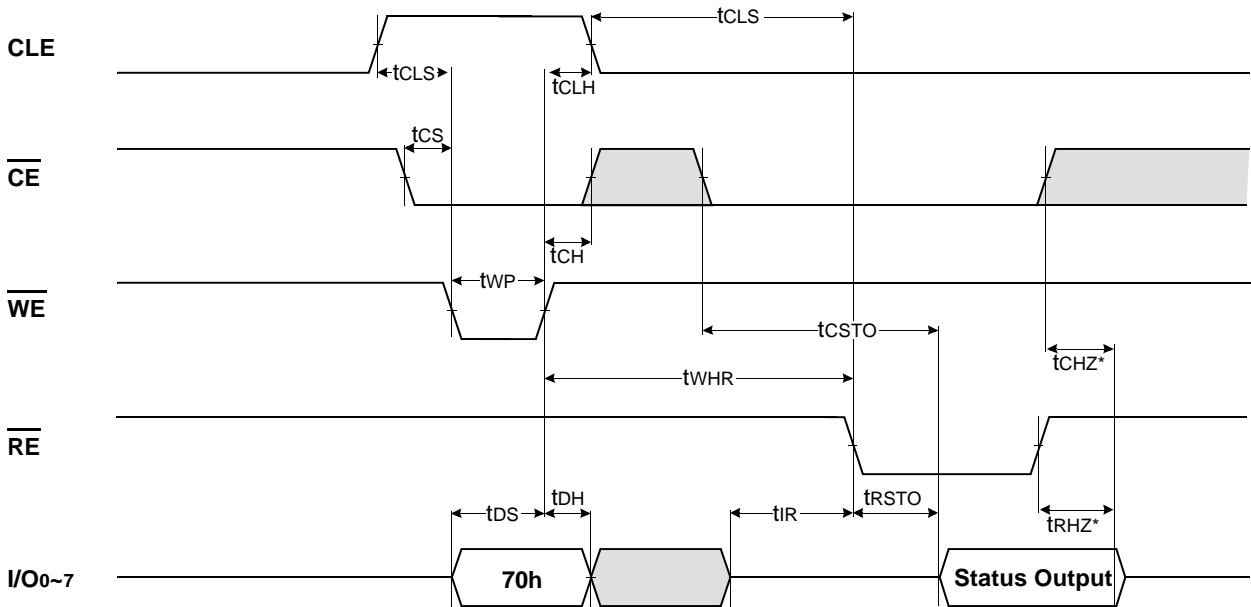 tCLS
CLE
tCLS
tCLH
tCS
CE
tCH
tWP
WE
tCSTO
tCHZ*
tWHR
RE
tDH
tRSTO
tDS
tIR
tRHZ*
I/O0~7
70h
Status Output